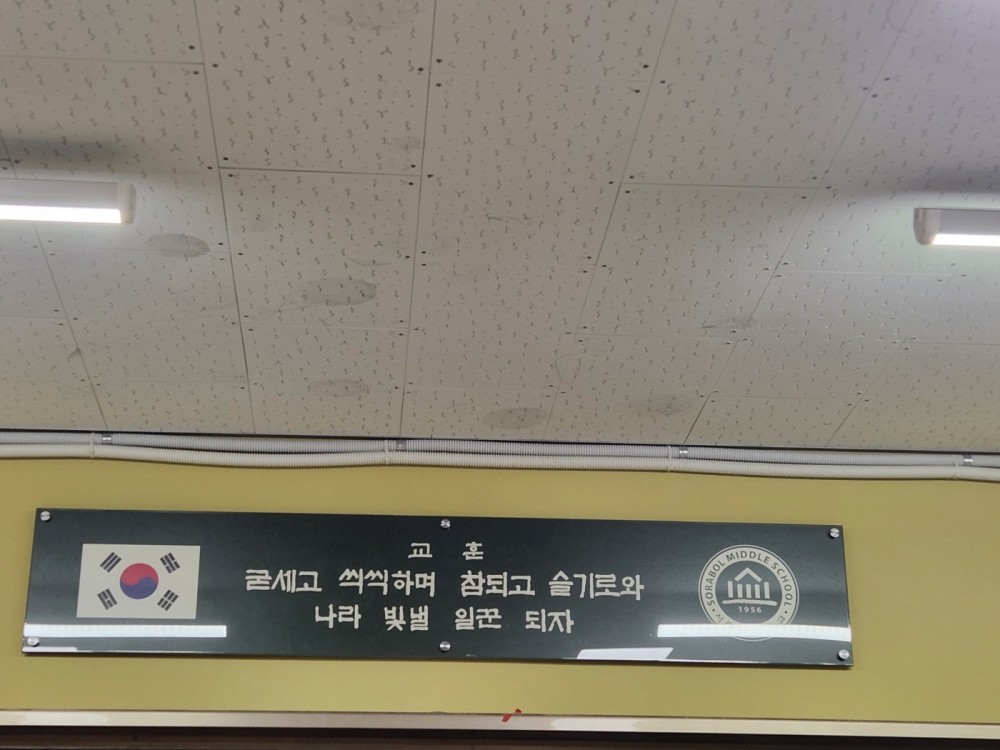 교 훈
굳세고 씩씩하며 참되고 슬기로와
나라 빛낼 일꾼 되자
SORABOL MIDDLE SCHOOL
1956